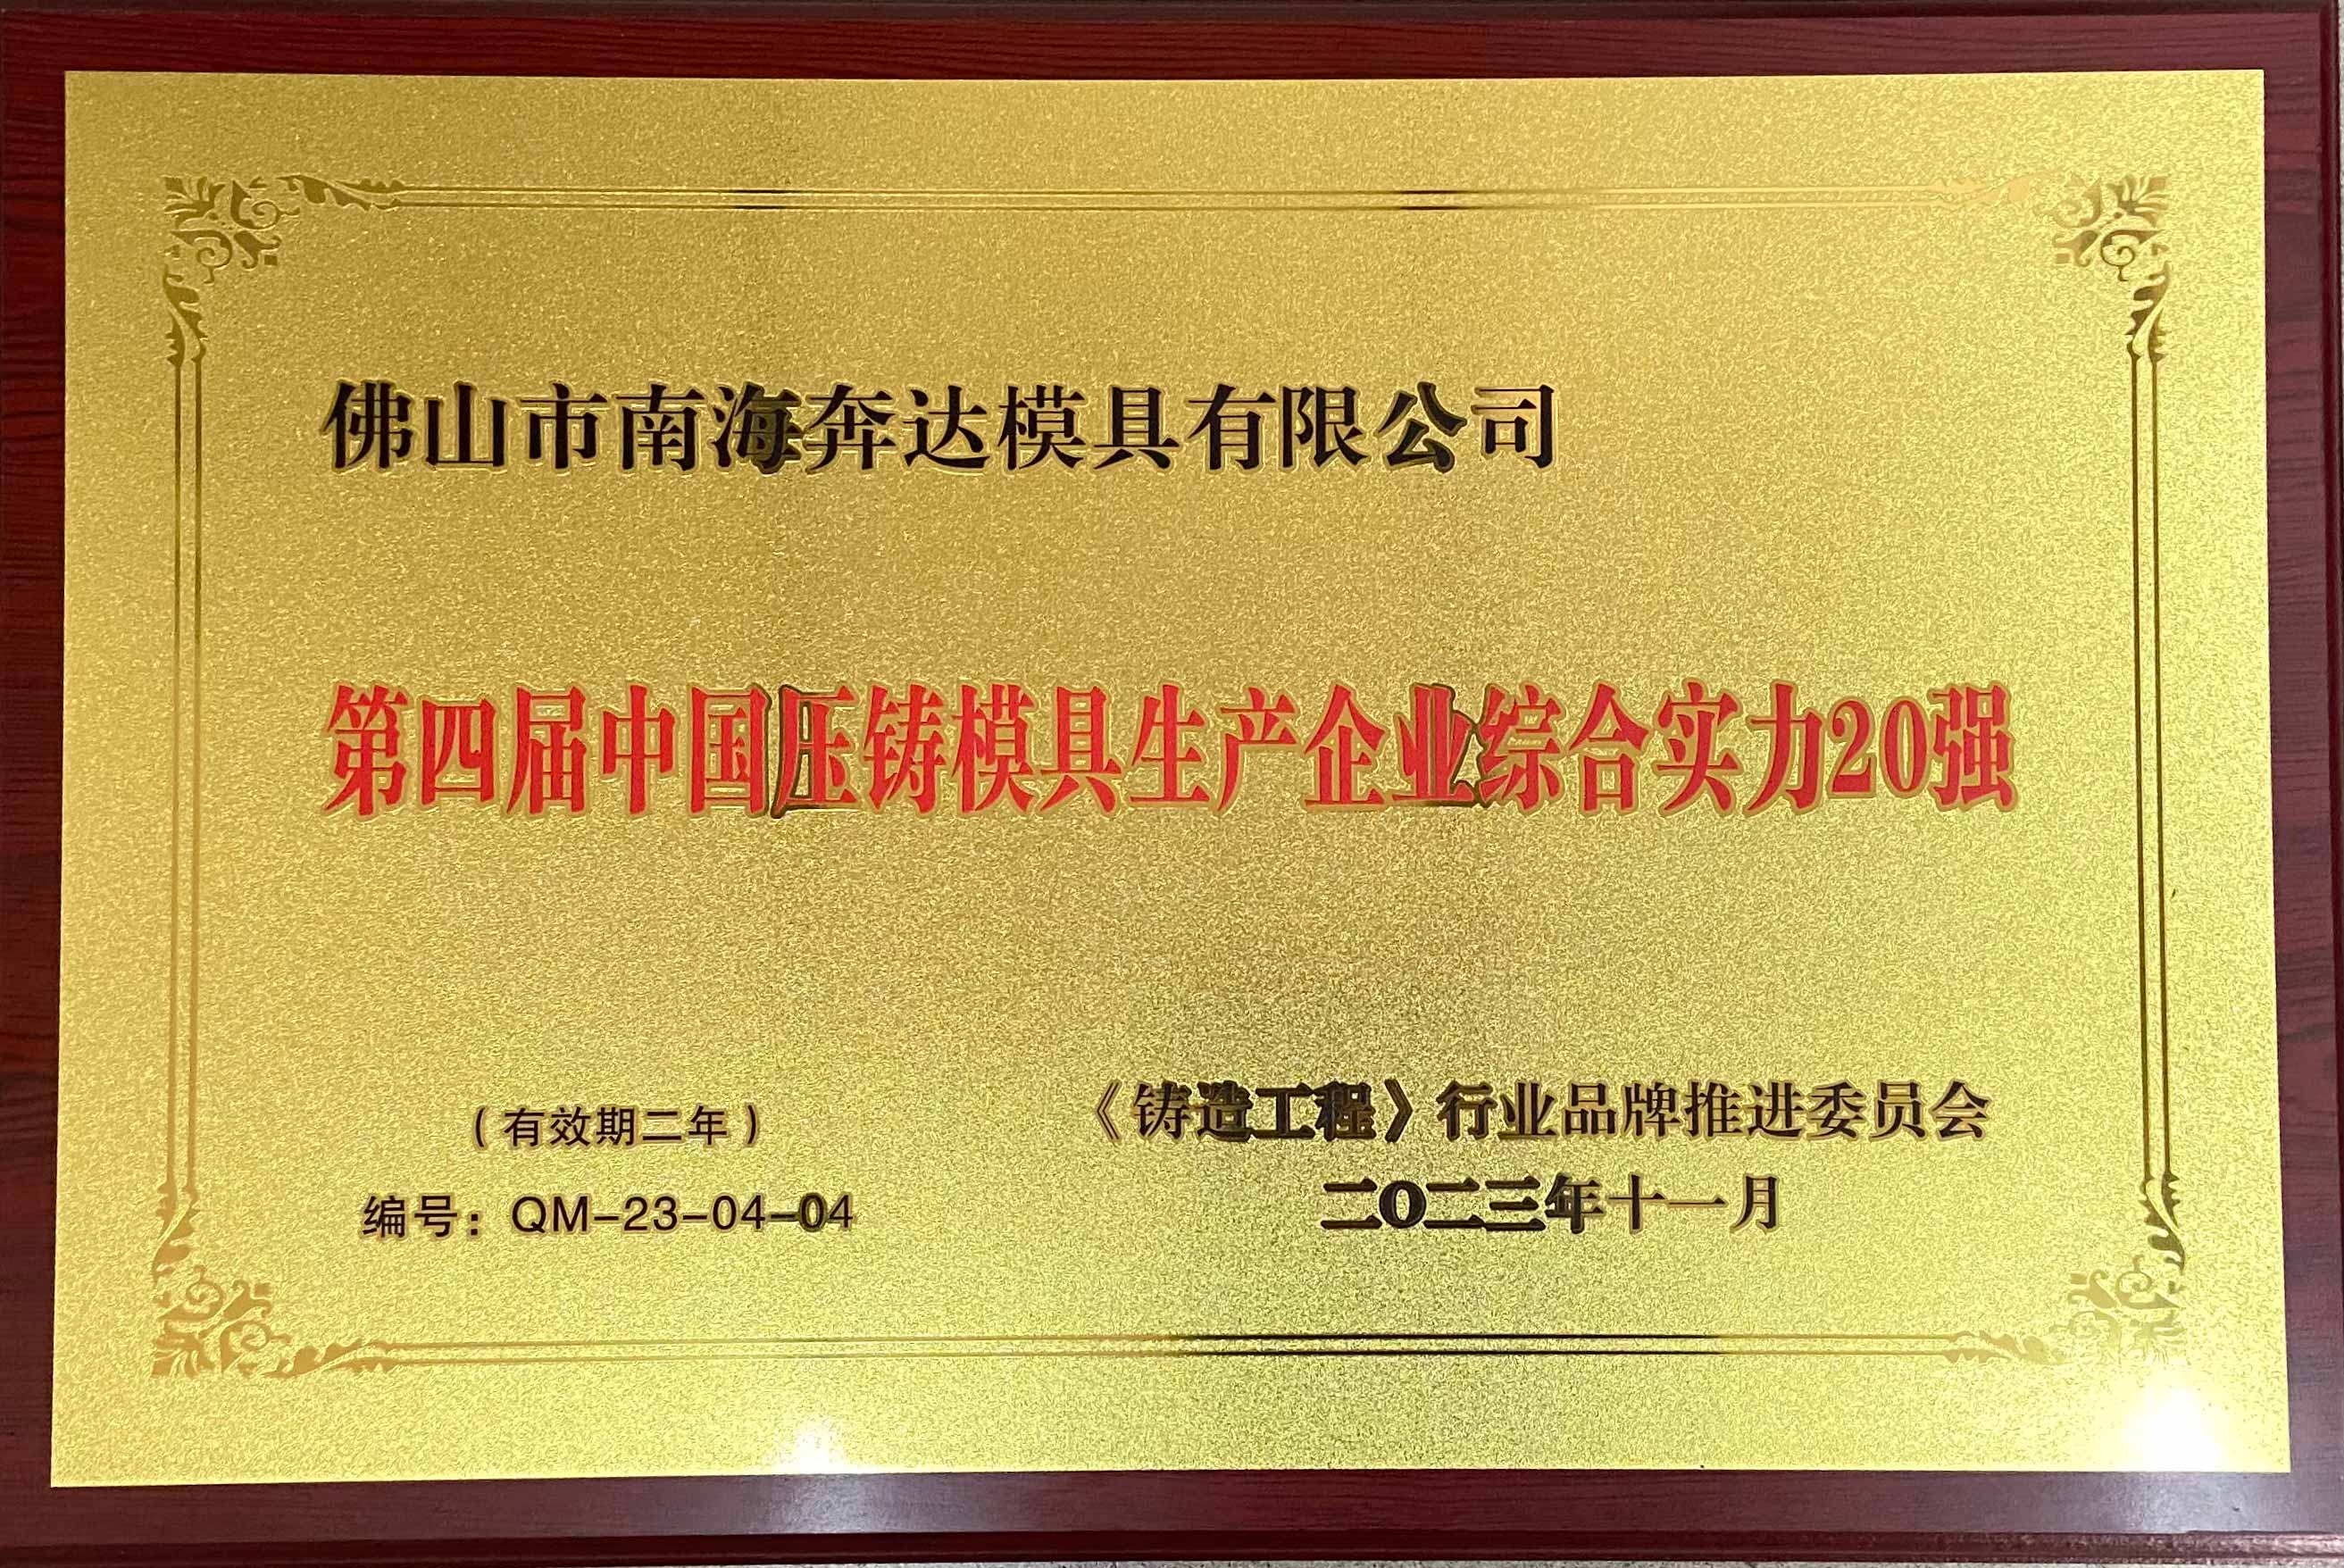 佛山市南海奔达模具有限公司
第四届中国压铸模具生产企业综合实力20强
（有效期二年）
编号：QM-23-04-04
《铸造工程》行业品牌推进委员会
二〇二三年十一月